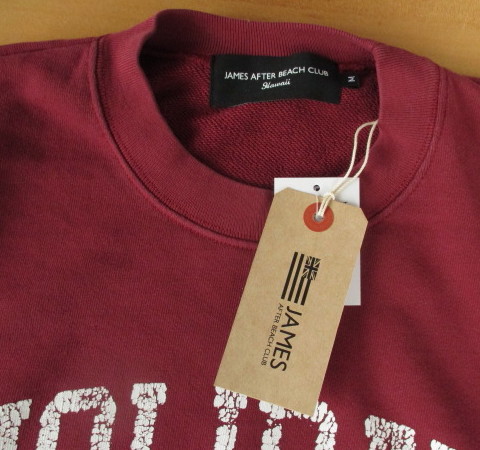 JAMES AFTER BEACH CLUB
Hawaii
M
JAMES
AFTER BEACH CLUB